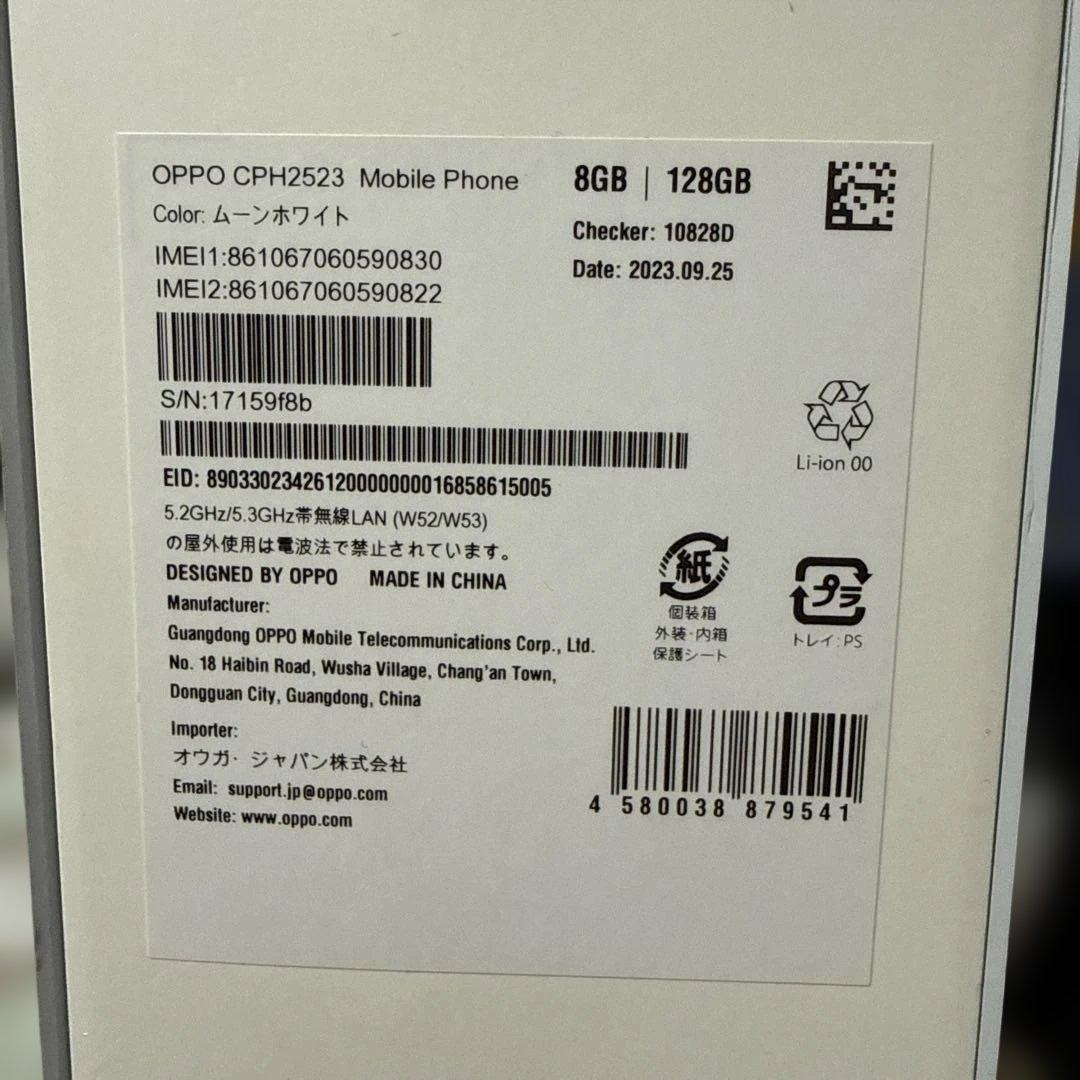 OPPO CPH2523 Mobile Phone
8GB | 128GB
Color: ムーンホワイト
Checker: 10828D
IMEI1:861067060590830
Date: 2023.09.25
IMEI2:861067060590822
S/N:17159f8b
Li-ion 00
EID: 89033023426120000000016858615005
5.2GHz/5.3GHz帯無線LAN (W52/W53)
の屋外使用は電波法で禁止されています。
DESIGNED BY OPPO MADE IN CHINA
紙
個装箱
外装・内箱
保護シート
プラ
トレイ:PS
Manufacturer:
Guangdong OPPO Mobile Telecommunications Corp., Ltd.
No. 18 Haibin Road, Wusha Village, Chang'an Town,
Dongguan City, Guangdong, China
Importer:
オウガ・ジャパン株式会社
Email: support.jp@oppo.com
Website: www.oppo.com
4 580038 879541